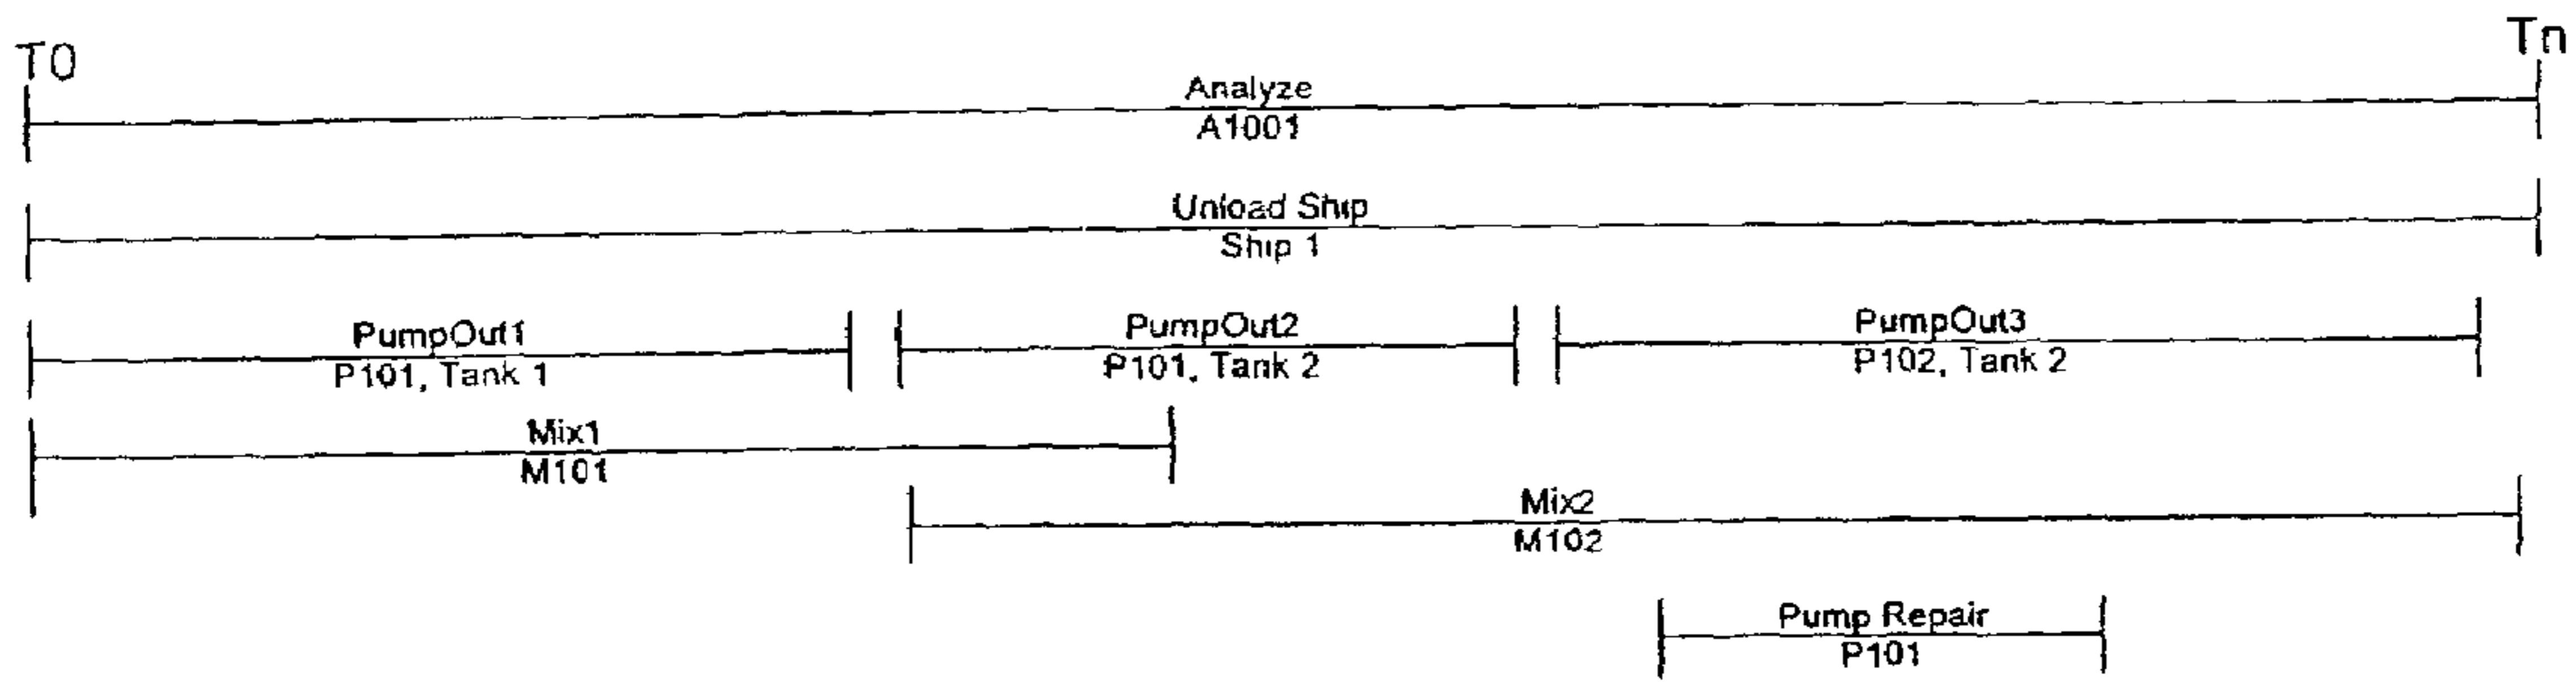 T0
Tn
Analyze
A1001
Unload Ship
Ship 1
PumpOut1
P101, Tank 1
PumpOut2
P101, Tank 2
PumpOut3
P102, Tank 2
Mix1
M101
Mix2
M102
Pump Repair
P101